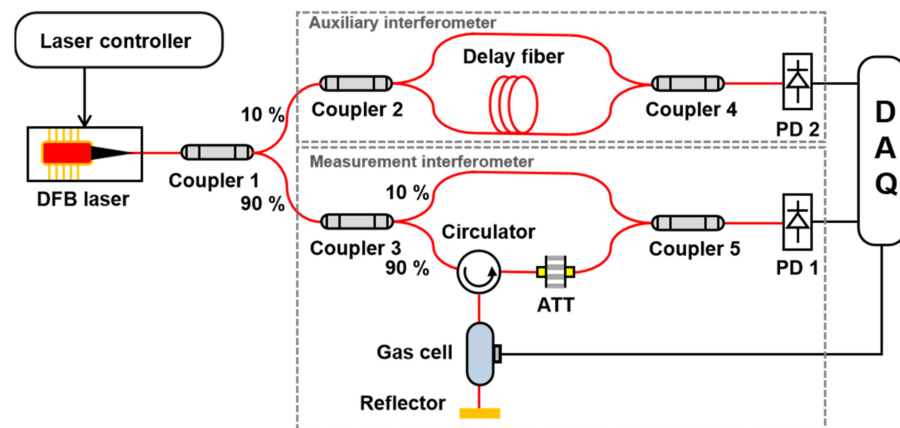 Auxiliary interferometer
Laser controller
Delay fiber
10 %
Coupler 2
Coupler 4
PD 2
D
A
Q
Measurement interferometer
Coupler 1
DFB laser
90 %
10 %
Coupler 3
Circulator
Coupler 5
90 %
PD 1
ATT
Gas cell
Reflector